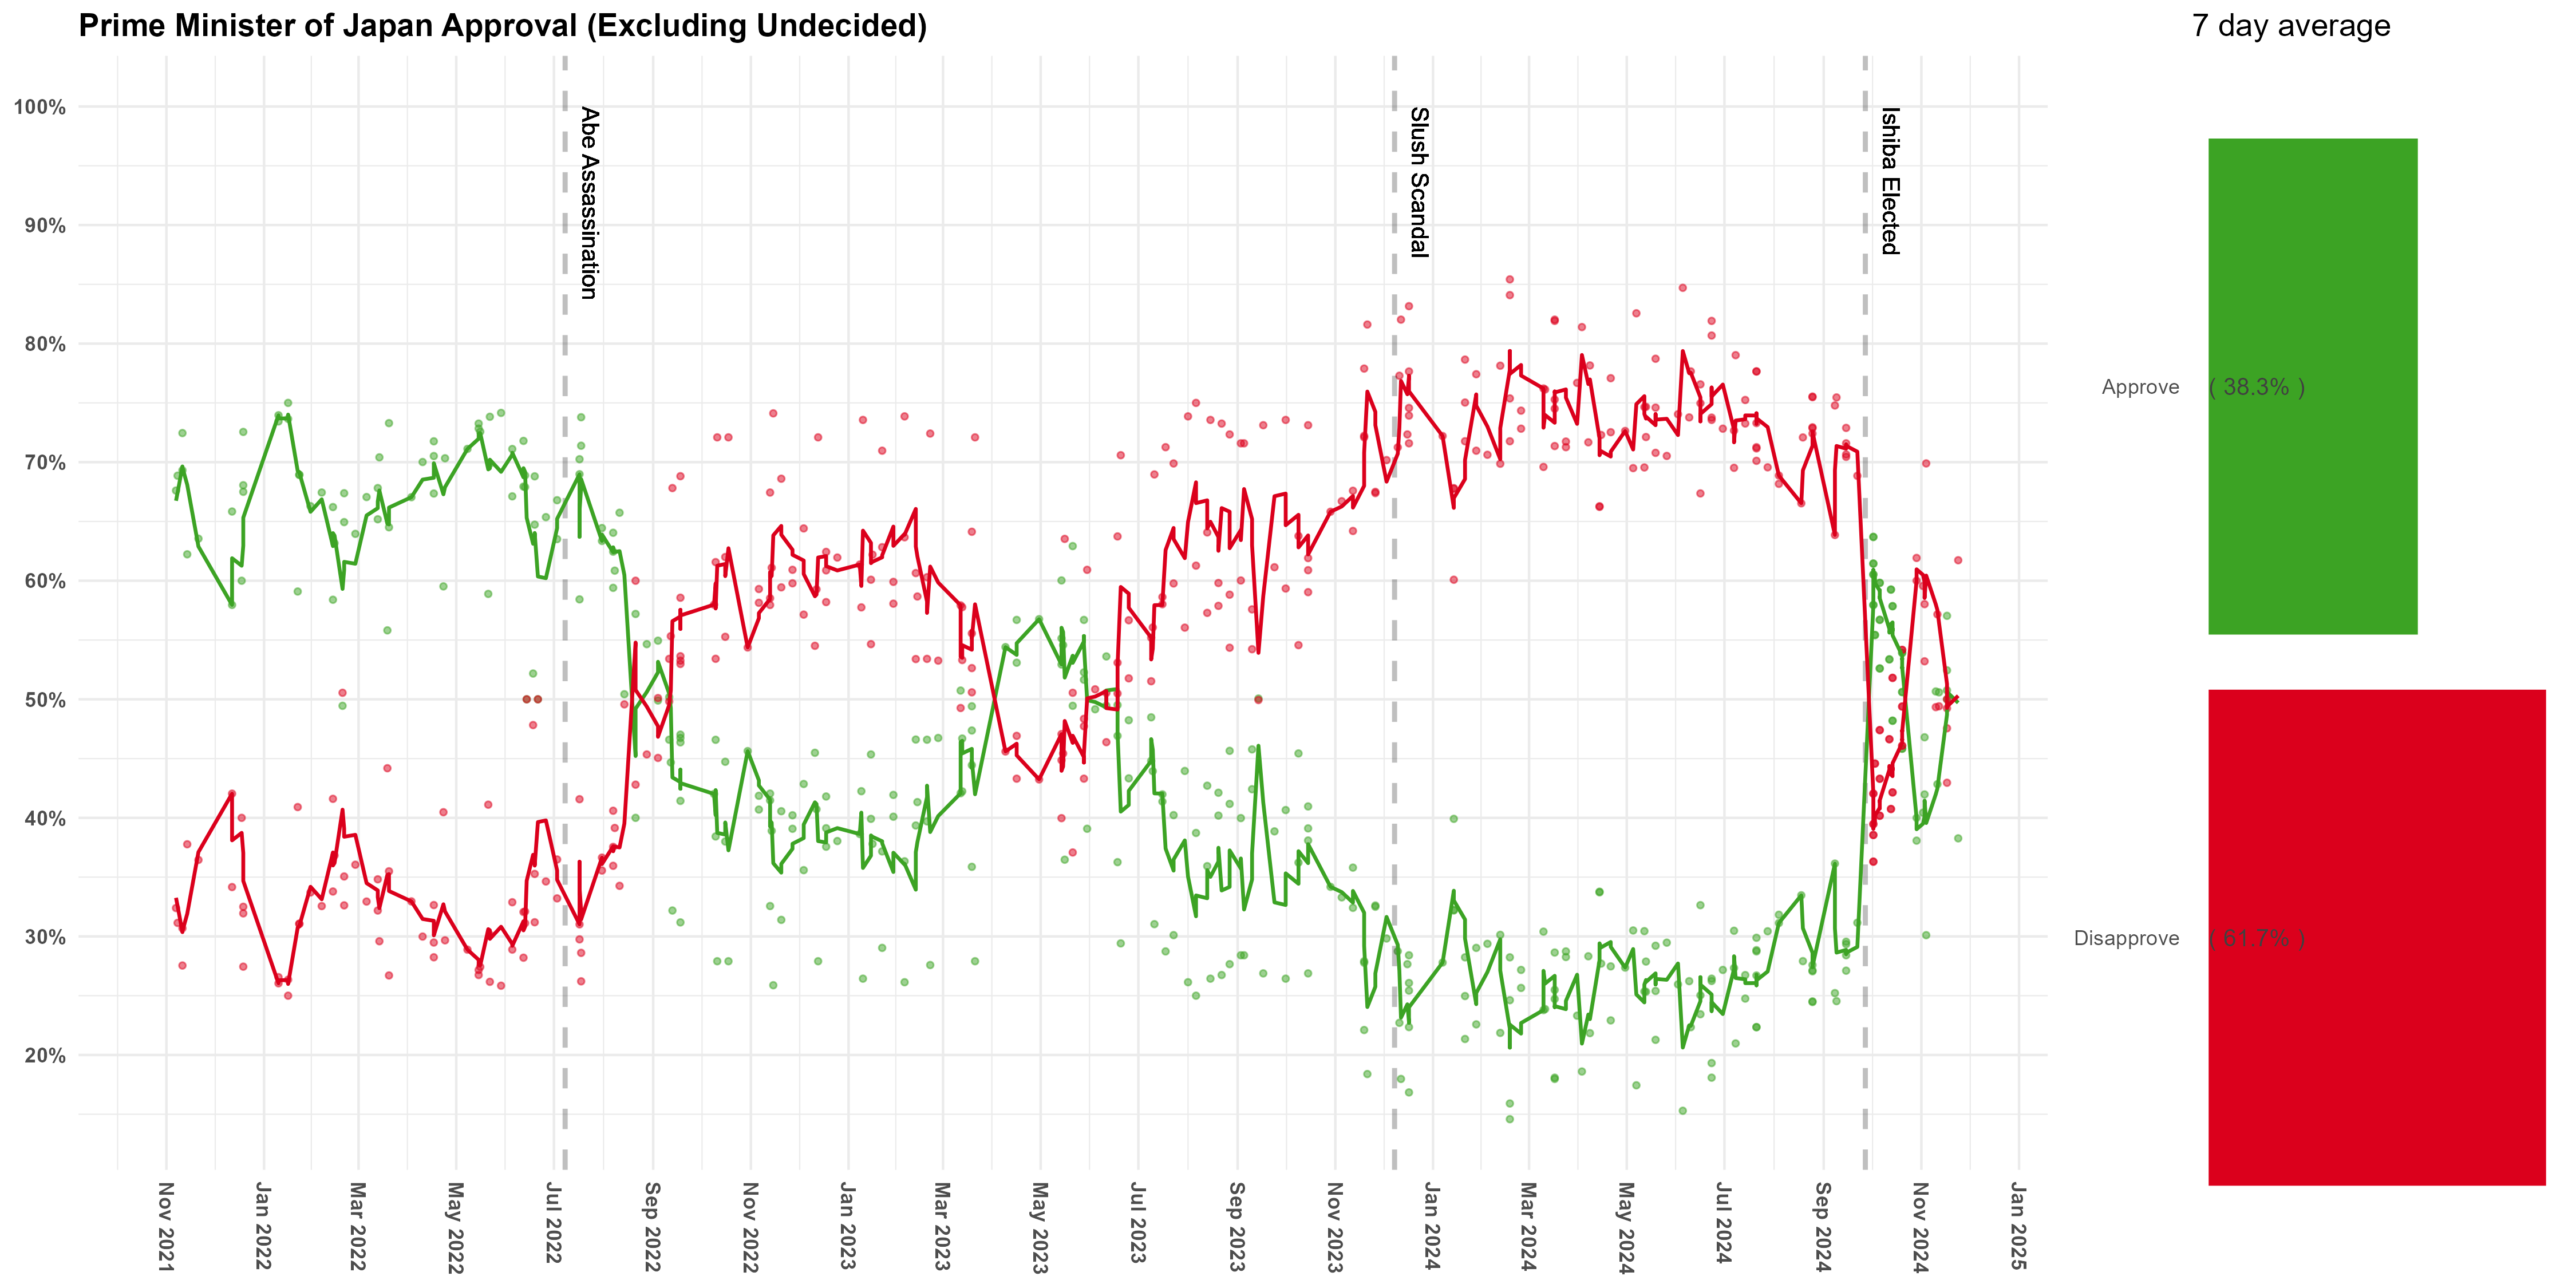 Prime Minister of Japan Approval (Excluding Undecided)
7 day average
100%
90%
80%
70%
60%
50%
40%
30%
20%
Abe Assassination
Slush Scandal
Ishiba Elected
Nov 2021
Jan 2022
Mar 2022
May 2022
Jul 2022
Sep 2022
Nov 2022
Jan 2023
Mar 2023
May 2023
Jul 2023
Sep 2023
Nov 2023
Jan 2024
Mar 2024
May 2024
Jul 2024
Sep 2024
Nov 2024
Jan 2025
Approve ( 38.3% )
Disapprove ( 61.7% )